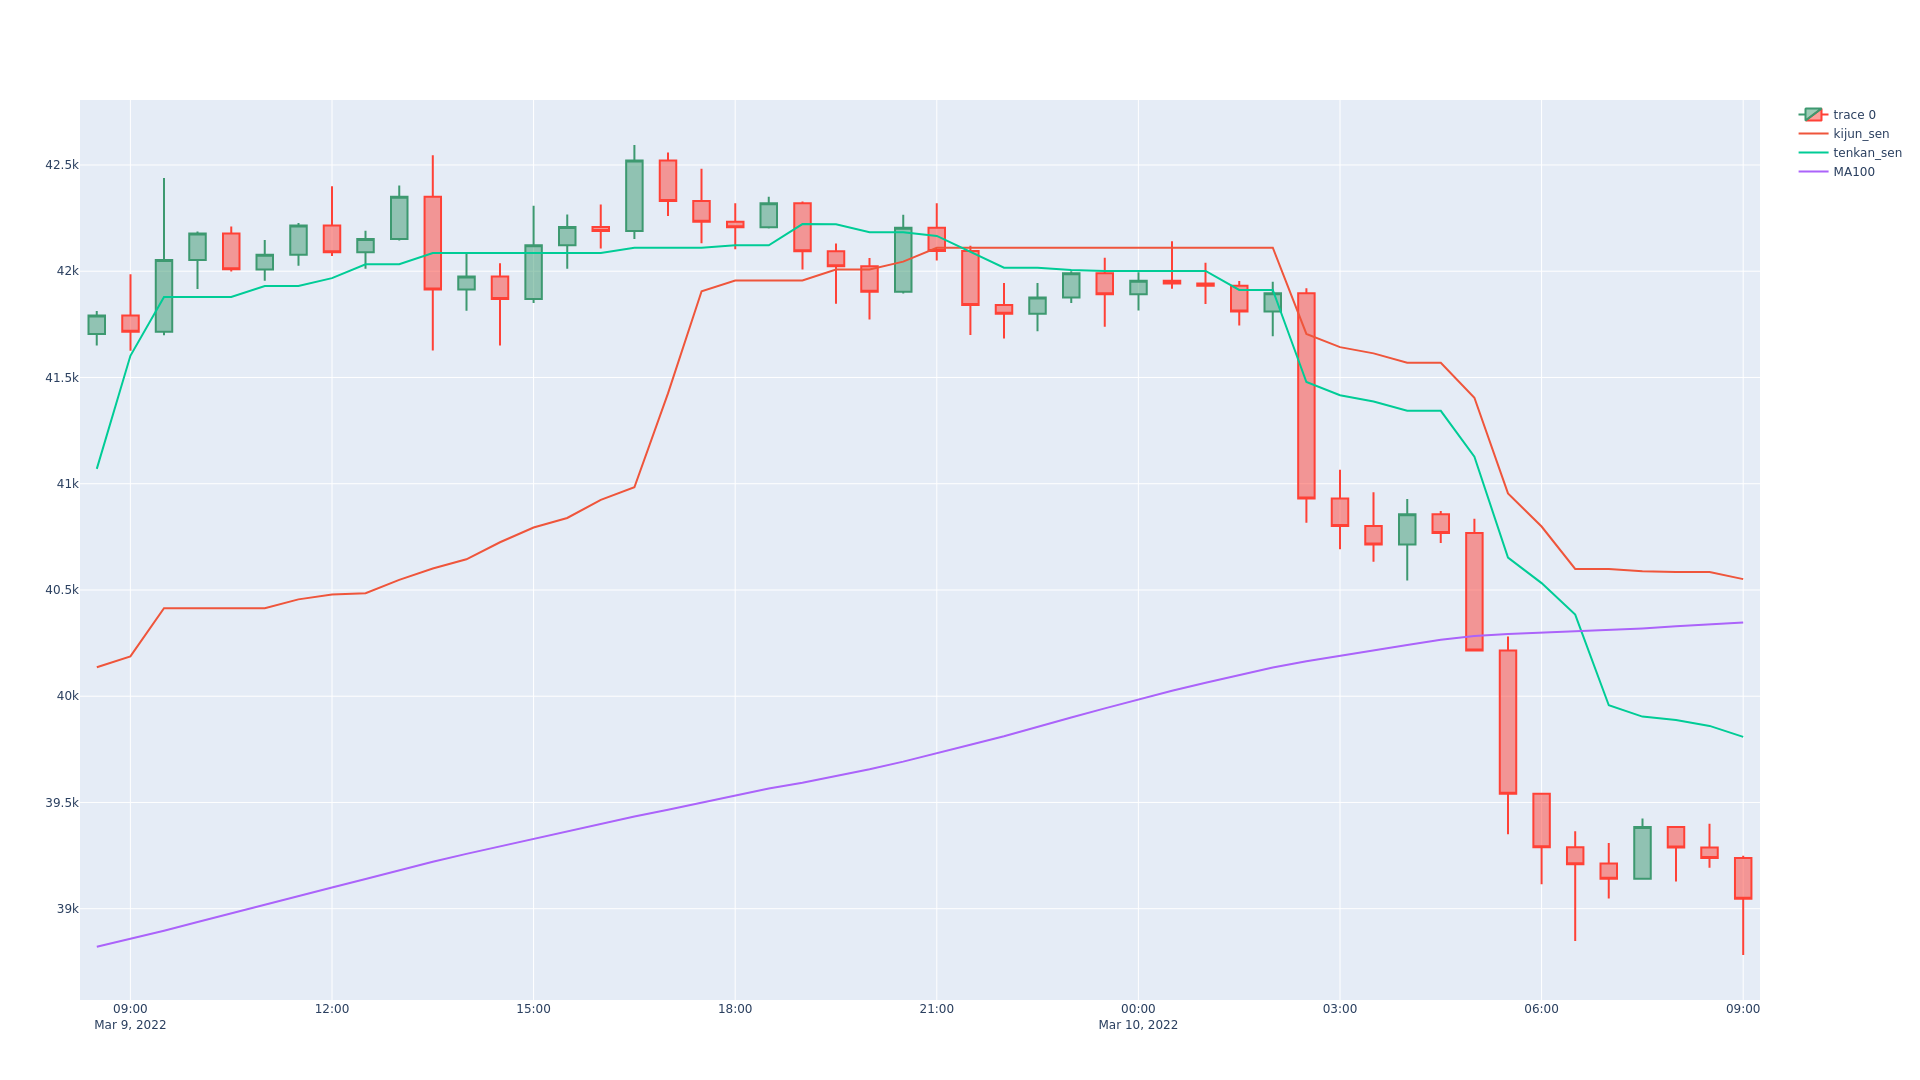 42.5k
42k
41.5k
41k
40.5k
40k
39.5k
39k
09:00 12:00 15:00 18:00 21:00 00:00 03:00 06:00 09:00
Mar 9, 2022 Mar 10, 2022
trace 0
kijun_sen
tenkan_sen
MA100